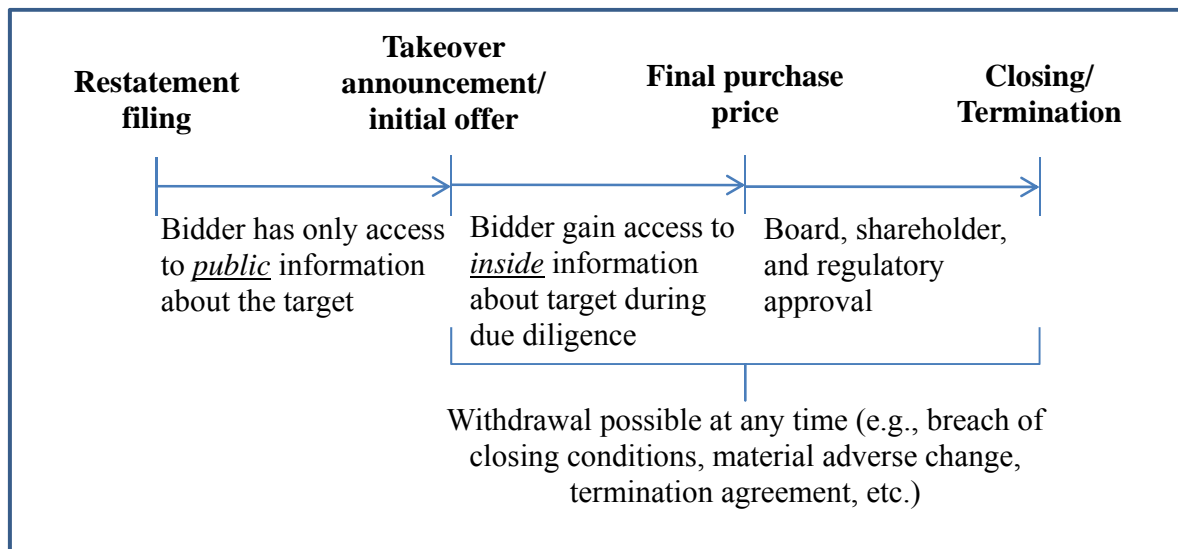 Restatement
filing
Takeover
announcement/
initial offer
Final purchase
price
Closing/
Termination
Bidder has only access
to public information
about the target
Bidder gain access to
inside information
about target during
due diligence
Board, shareholder,
and regulatory
approval
Withdrawal possible at any time (e.g., breach of
closing conditions, material adverse change,
termination agreement, etc.)